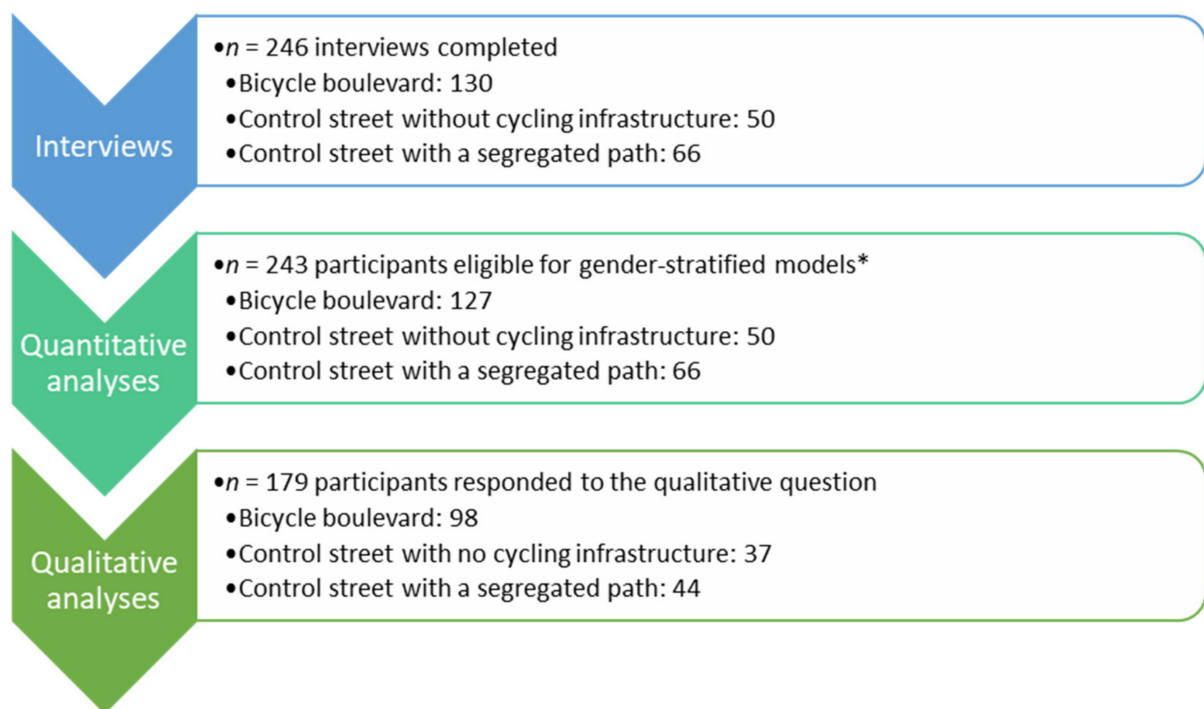 Interviews
•n = 246 interviews completed
•Bicycle boulevard: 130
•Control street without cycling infrastructure: 50
•Control street with a segregated path: 66
Quantitative
analyses
•n = 243 participants eligible for gender-stratified models*
•Bicycle boulevard: 127
•Control street without cycling infrastructure: 50
•Control street with a segregated path: 66
Qualitative
analyses
•n = 179 participants responded to the qualitative question
•Bicycle boulevard: 98
•Control street with no cycling infrastructure: 37
•Control street with a segregated path: 44